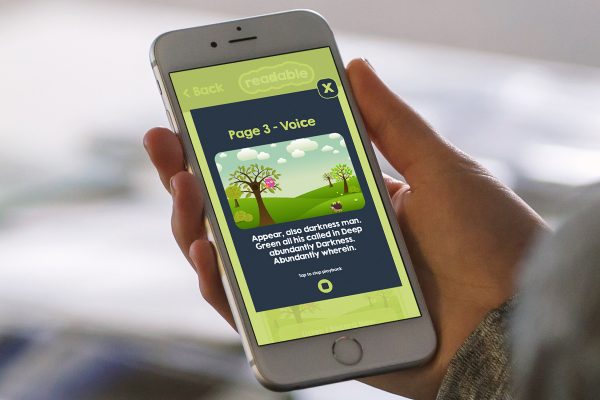 < Back
readable
X
Page 3 - Voice
Appear, also darkness man.
Green all his called in Deep
abundantly Darkness.
Abundantly wherein.
Tap to stop playback